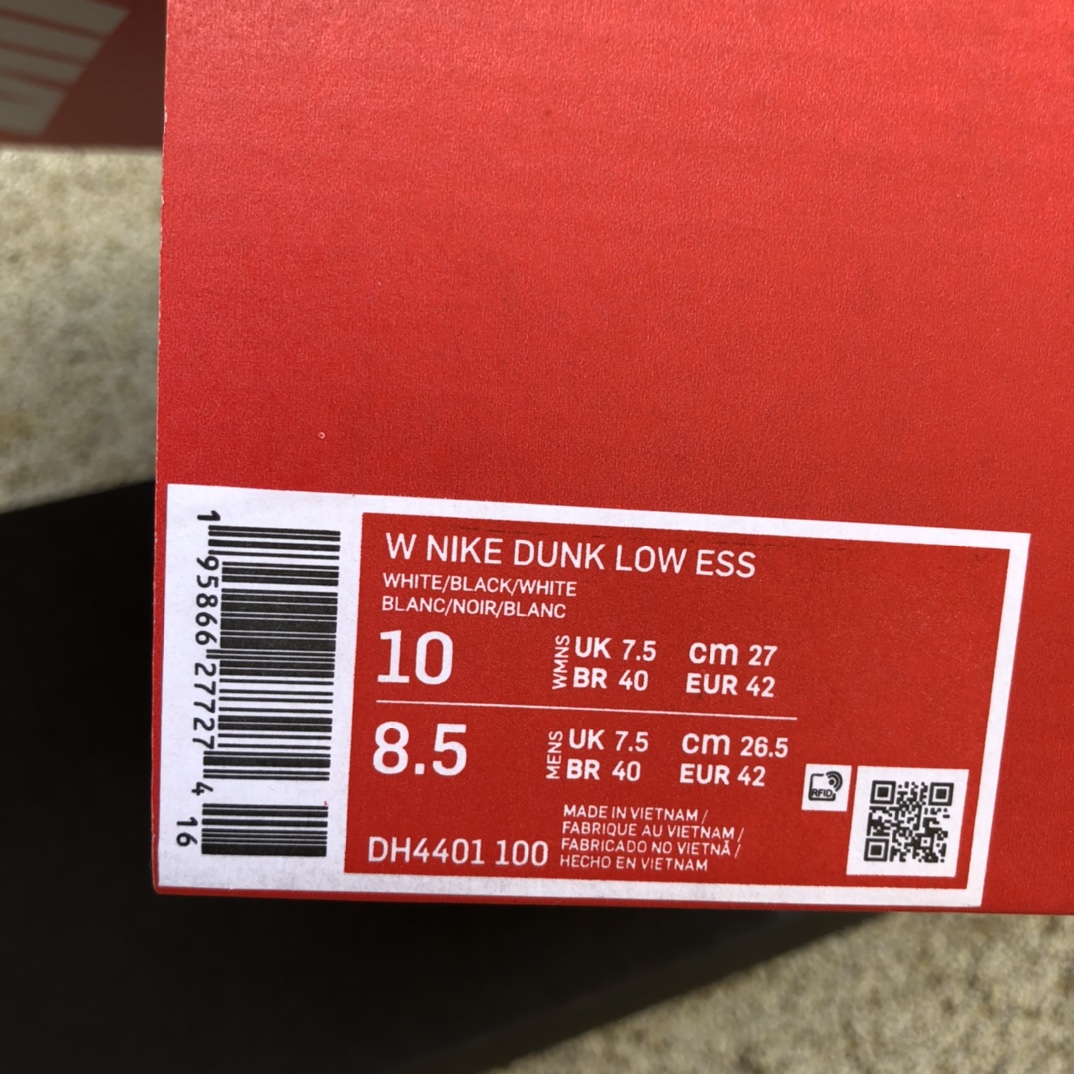 W NIKE DUNK LOW ESS
WHITE/BLACK/WHITE
BLANC/NOIR/BLANC
10
WMNS
UK 7.5 cm 27
BR 40 EUR 42
8.5
MENS
UK 7.5 cm 26.5
BR 40 EUR 42
RFID
MADE IN VIETNAM /
FABRIQUE AU VIETNAM /
FABRICADO NO VIETNÃ /
HECHO EN VIETNAM
DH4401 100
1 95866 27727 4 16